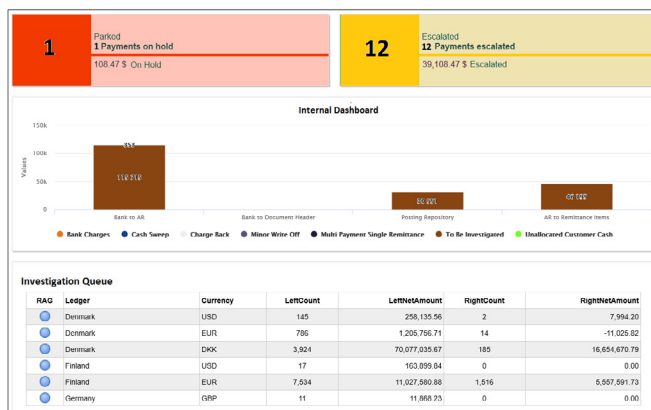 1
Parked
1 Payments on hold
108.47 $ On Hold
12
Escalated
12 Payments escalated
39,108.47 $ Escalated
Internal Dashboard
Values
150k
100k
50k
0
Bank to AR
Bank to Document Header
Posting Repository
AR to Remittance Items
Bank Charges Cash Sweep Charge Back Minor Write Off Multi Payment Single Remittance To Be Investigated Unallocated Customer Cash
Investigation Queue
RAG Ledger Currency LeftCount LeftNetAmount RightCount RightNetAmount
Denmark USD 145 258,135.56 2 7,994.20
Denmark EUR 786 1,205,756.71 14 -11,025.82
Denmark DKK 3,924 70,077,035.67 185 16,654,670.79
Finland USD 17 163,899.84 0 0.00
Finland EUR 7,534 11,027,580.88 1,516 5,557,591.73
Germany GBP 11 11,868.23 0 0.00